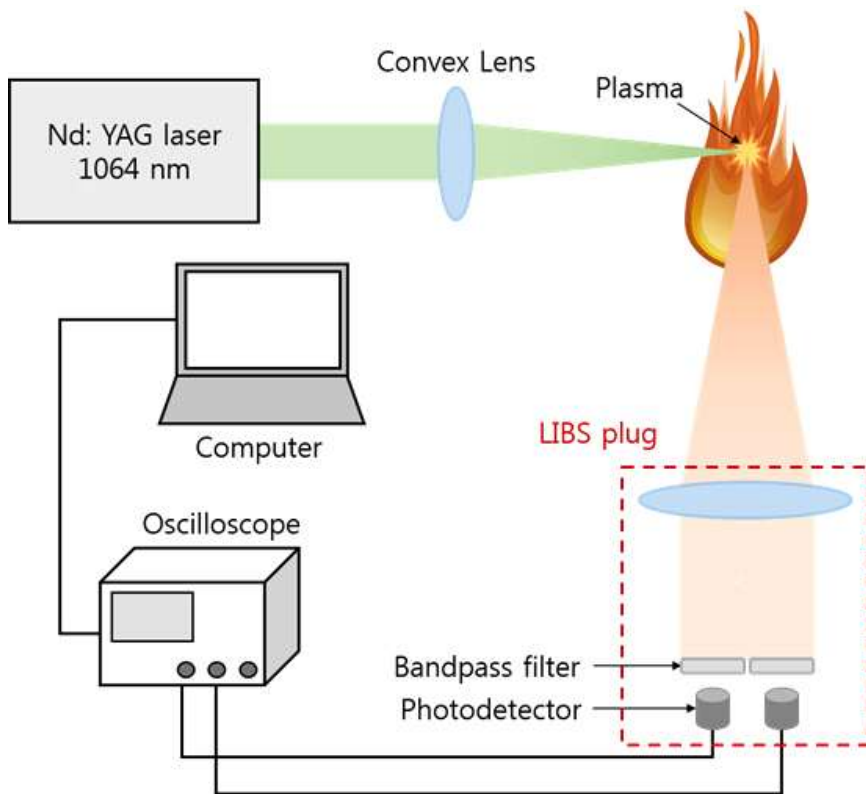 Convex Lens
Plasma
Nd: YAG laser
1064 nm
Computer
LIBS plug
Oscilloscope
Bandpass filter
Photodetector